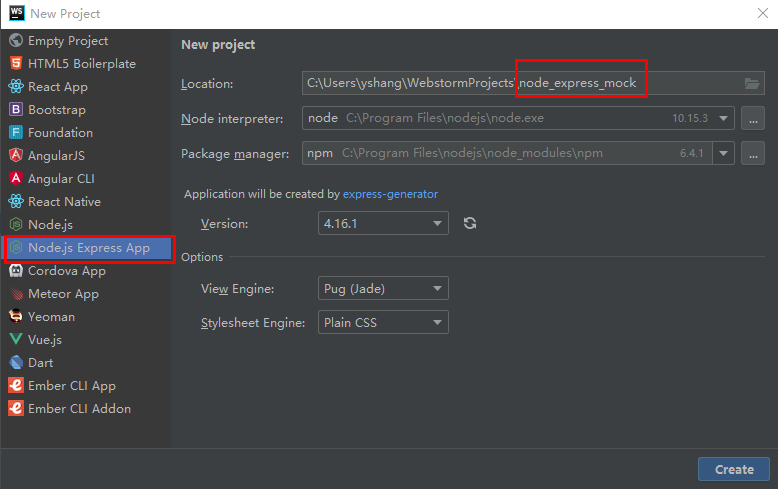 WS New Project
Empty Project
HTML5 Boilerplate
React App
Bootstrap
Foundation
AngularJS
Angular CLI
React Native
Node.js
Node.js Express App
Cordova App
Meteor App
Yeoman
Vue.js
Dart
Ember CLI App
Ember CLI Addon
New project
Location: C:\Users\yshang\WebstormProjects\node_express_mock
Node interpreter: node C:\Program Files\nodejs\node.exe 10.15.3 ...
Package manager: npm C:\Program Files\nodejs\node_modules\npm 6.4.1 ...
Application will be created by express-generator
Version: 4.16.1
Options
View Engine: Pug (Jade)
Stylesheet Engine: Plain CSS
Create